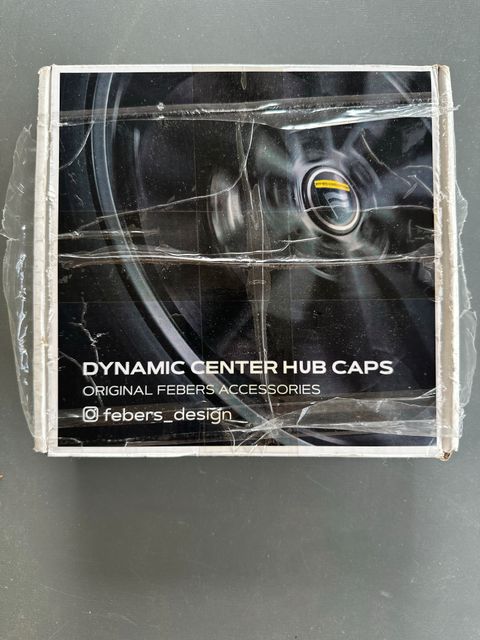 DYNAMIC CENTER HUB CAPS
ORIGINAL FEBERS ACCESSORIES
febers_design